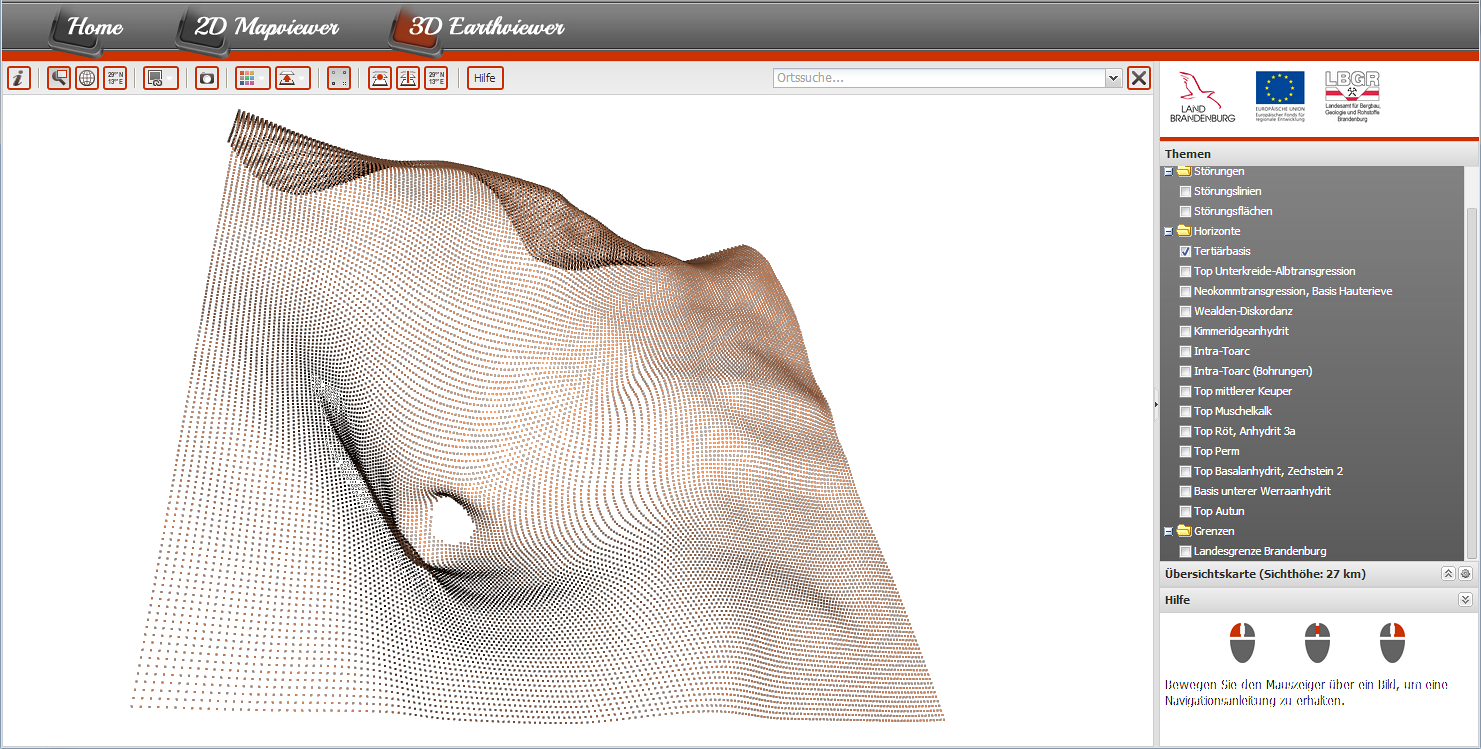 Home
2D Mapviewer
3D Earthviewer
i
29°' N
13°' E
29°' N
13°' E
Hilfe
Ortssuche...
LAND
BRANDENBURG
EUROPÄISCHE UNION
Europäischer Fonds für
regionale Entwicklung
LBGR
Landesamt für Bergbau,
Geologie und Rohstoffe
Brandenburg
Themen
Störungen
Störungslinien
Störungsflächen
Horizonte
Tertiärbasis
Top Unterkreide-Albtransgression
Neokommtransgression, Basis Hauterieve
Wealden-Diskordanz
Kimmeridgeanhydrit
Intra-Toarc
Intra-Toarc (Bohrungen)
Top mittlerer Keuper
Top Muschelkalk
Top Röt, Anhydrit 3a
Top Perm
Top Basalanhydrit, Zechstein 2
Basis unterer Werraanhydrit
Top Autun
Grenzen
Landesgrenze Brandenburg
Übersichtskarte (Sichthöhe: 27 km)
Hilfe
Bewegen Sie den Mauszeiger über ein Bild, um eine
Navigationsanleitung zu erhalten.